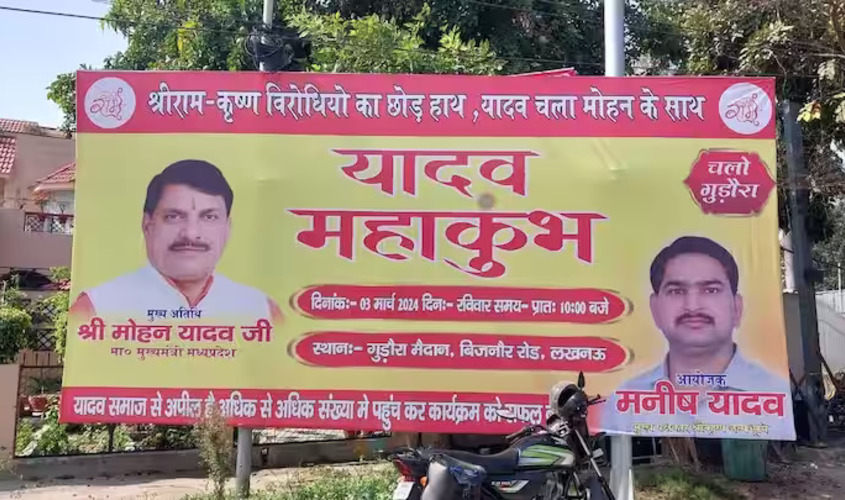 श्रीराम-कृष्ण विरोधियो का छोड़ हाथ ,यादव चला मोहन के साथ
यादव
महाकुभ
चलो
गुड़ौरा
दिनांक:- 03 मार्च 2024 दिन:- रविवार समय- प्रात: 10:00 बजे
स्थान:- गुड़ौरा मैदान, बिजनौर रोड, लखनऊ
मुख्य अतिथि
श्री मोहन यादव जी
मा० मुख्यमंत्री मध्यप्रदेश
आयोजक
मनीष यादव
यादव समाज से अपील है अधिक से अधिक संख्या मे पहुंच कर कार्यक्रम को सफल